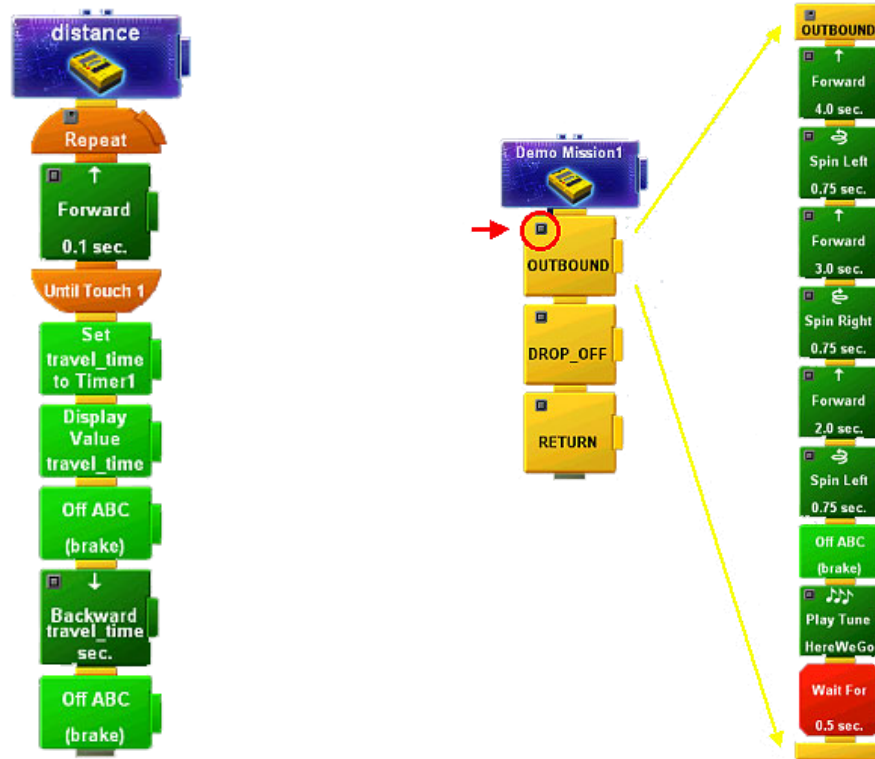 distance
Repeat
Forward
0.1 sec.
Until Touch 1
Set
travel_time
to Timer1
Display
Value
travel_time
Off ABC
(brake)
Backward
travel_time
sec.
Off ABC
(brake)
Demo Mission1
OUTBOUND
DROP_OFF
RETURN
OUTBOUND
Forward
4.0 sec.
Spin Left
0.75 sec.
Forward
3.0 sec.
Spin Right
0.75 sec.
Forward
2.0 sec.
Spin Left
0.75 sec.
Off ABC
(brake)
Play Tune
HereWeGo
Wait For
0.5 sec.